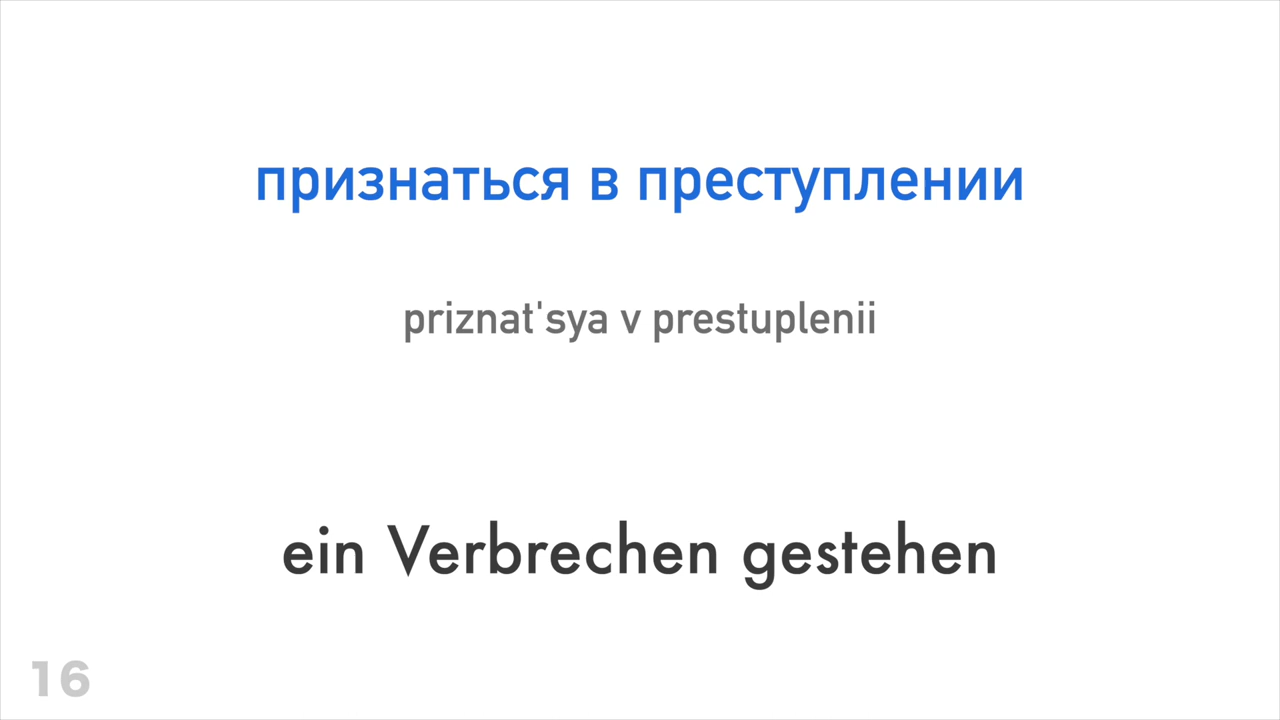 признаться в преступлении
priznat'sya v prestuplenii
ein Verbrechen gestehen
16